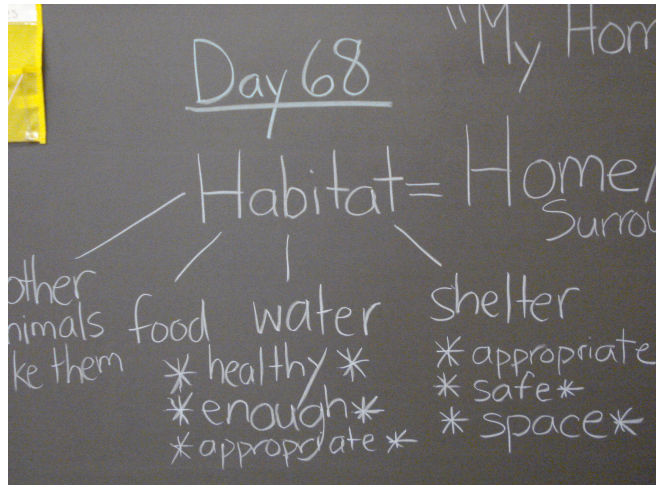 "My Hom
Day 68
Habitat = Home/
Surrou
other
nimals
ke them
food
water
shelter
* healthy *
* enough *
* appropriate *
* appropriate
* safe *
* space *